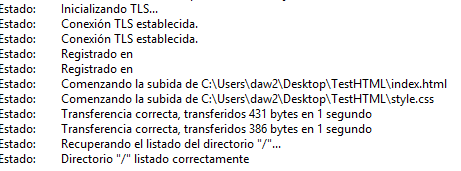 Estado: Inicializando TLS...
Estado: Conexión TLS establecida.
Estado: Conexión TLS establecida.
Estado: Registrado en
Estado: Registrado en
Estado: Comenzando la subida de C:\Users\daw2\Desktop\TestHTML\index.html
Estado: Comenzando la subida de C:\Users\daw2\Desktop\TestHTML\style.css
Estado: Transferencia correcta, transferidos 431 bytes en 1 segundo
Estado: Transferencia correcta, transferidos 386 bytes en 1 segundo
Estado: Recuperando el listado del directorio "/"...
Estado: Directorio "/" listado correctamente